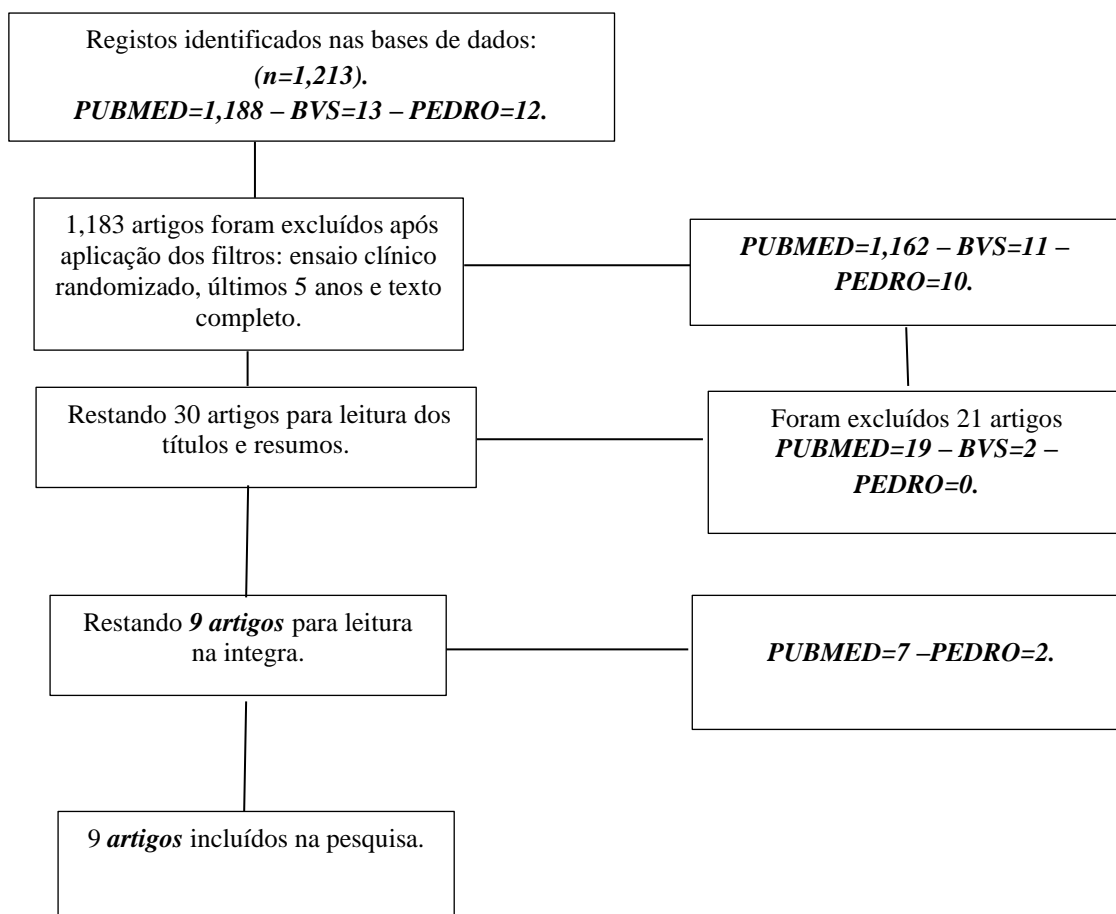 Registos identificados nas bases de dados:
(n=1,213).
PUBMED=1,188 – BVS=13 – PEDRO=12.
1,183 artigos foram excluídos após
aplicação dos filtros: ensaio clínico
randomizado, últimos 5 anos e texto
completo.
PUBMED=1,162 – BVS=11 –
PEDRO=10.
Restando 30 artigos para leitura dos
títulos e resumos.
Foram excluídos 21 artigos
PUBMED=19 – BVS=2 –
PEDRO=0.
Restando 9 artigos para leitura
na integra.
PUBMED=7 –PEDRO=2.
9 artigos incluídos na pesquisa.